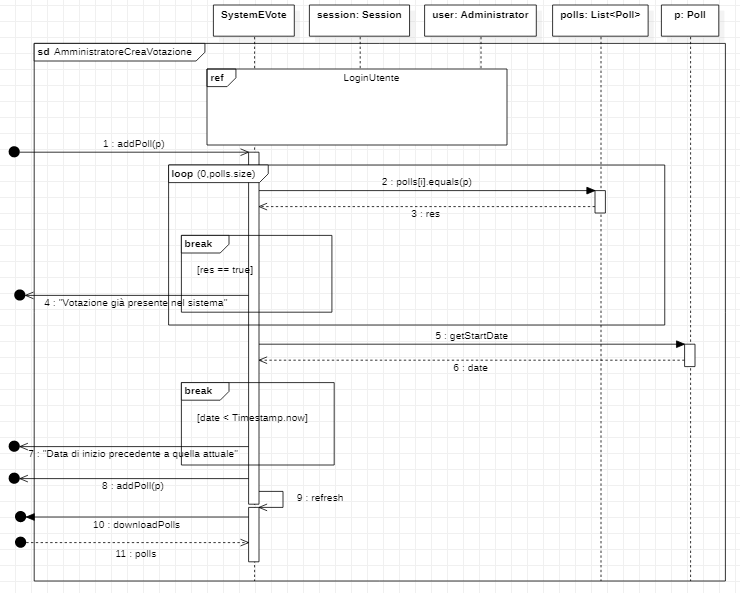 SystemEVote
session: Session
user: Administrator
polls: List<Poll>
p: Poll
sd AmministratoreCreaVotazione
ref
LoginUtente
1 : addPoll(p)
loop (0,polls.size)
2 : polls[i].equals(p)
3 : res
break
[res == true]
4 : "Votazione già presente nel sistema"
5 : getStartDate
6 : date
break
[date < Timestamp.now]
7 : "Data di inizio precedente a quella attuale"
8 : addPoll(p)
9 : refresh
10 : downloadPolls
11 : polls